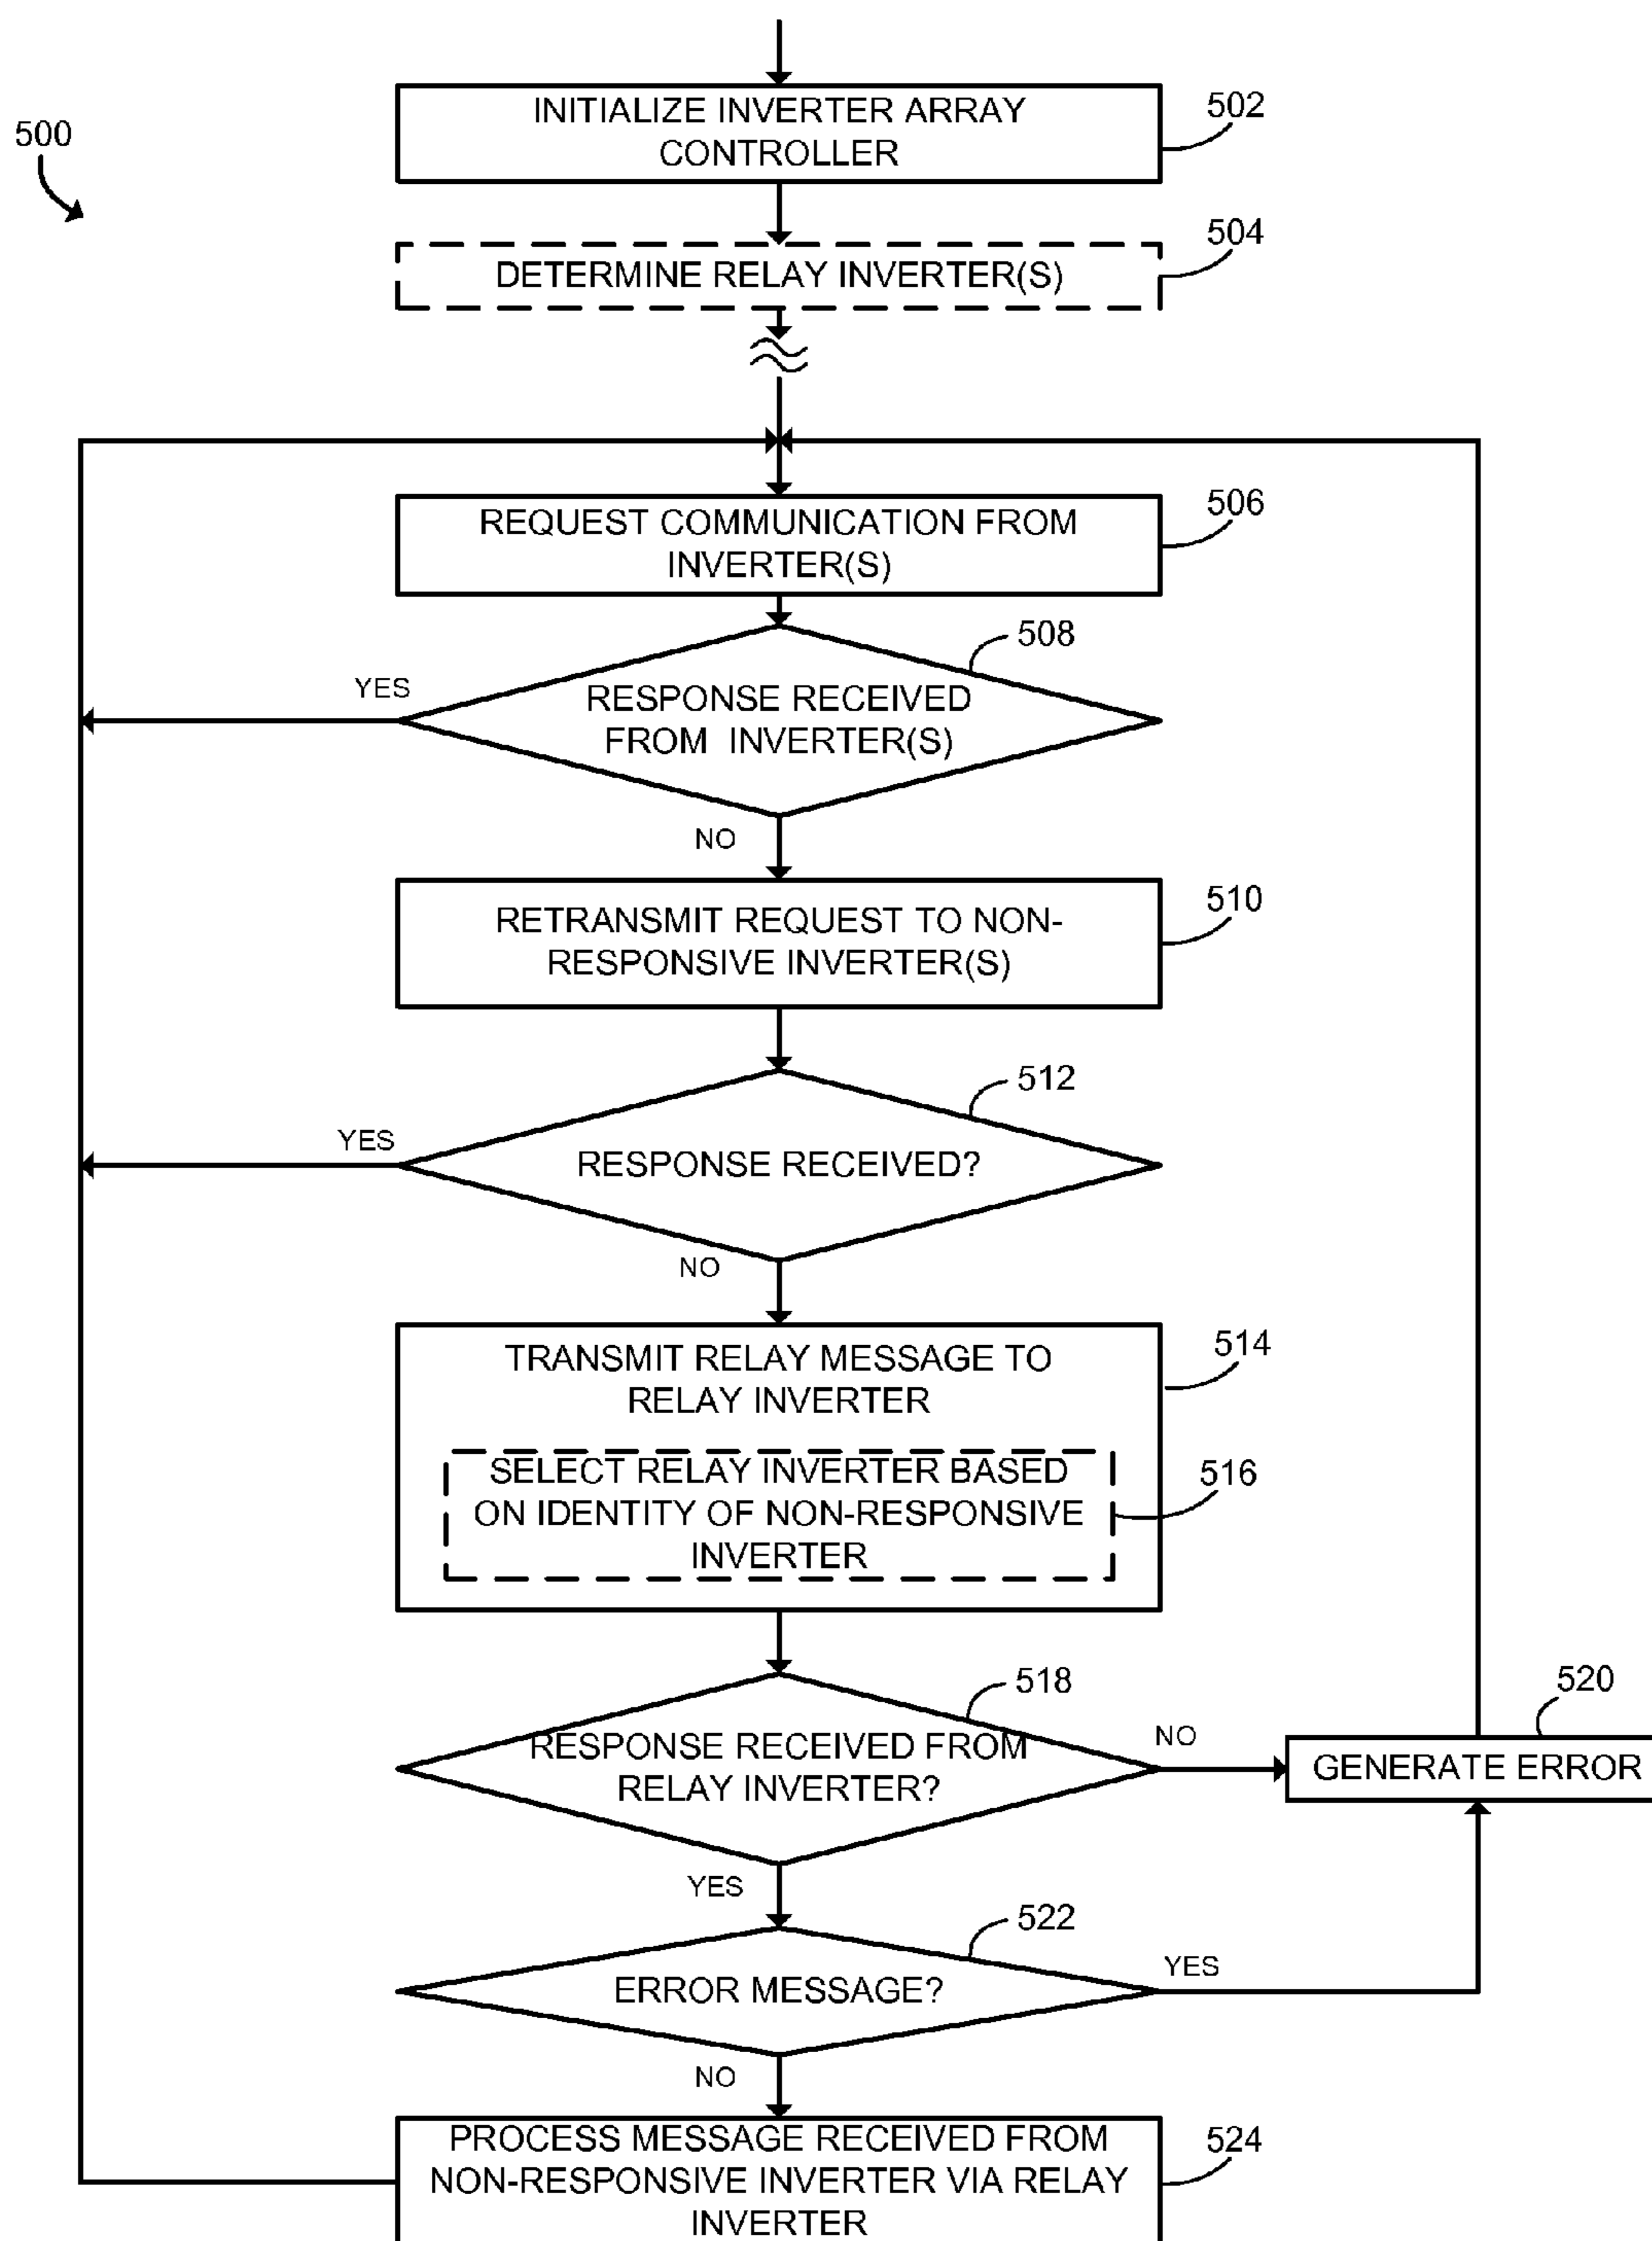 500
INITIALIZE INVERTER ARRAY
CONTROLLER
502
DETERMINE RELAY INVERTER(S)
504
REQUEST COMMUNICATION FROM
INVERTER(S)
506
508
YES
RESPONSE RECEIVED
FROM INVERTER(S)
NO
RETRANSMIT REQUEST TO NON-
RESPONSIVE INVERTER(S)
510
512
YES
RESPONSE RECEIVED?
NO
TRANSMIT RELAY MESSAGE TO
RELAY INVERTER
514
SELECT RELAY INVERTER BASED
ON IDENTITY OF NON-RESPONSIVE
INVERTER
516
518
RESPONSE RECEIVED FROM
RELAY INVERTER?
NO
520
GENERATE ERROR
YES
522
ERROR MESSAGE?
YES
NO
PROCESS MESSAGE RECEIVED FROM
NON-RESPONSIVE INVERTER VIA RELAY
INVERTER
524